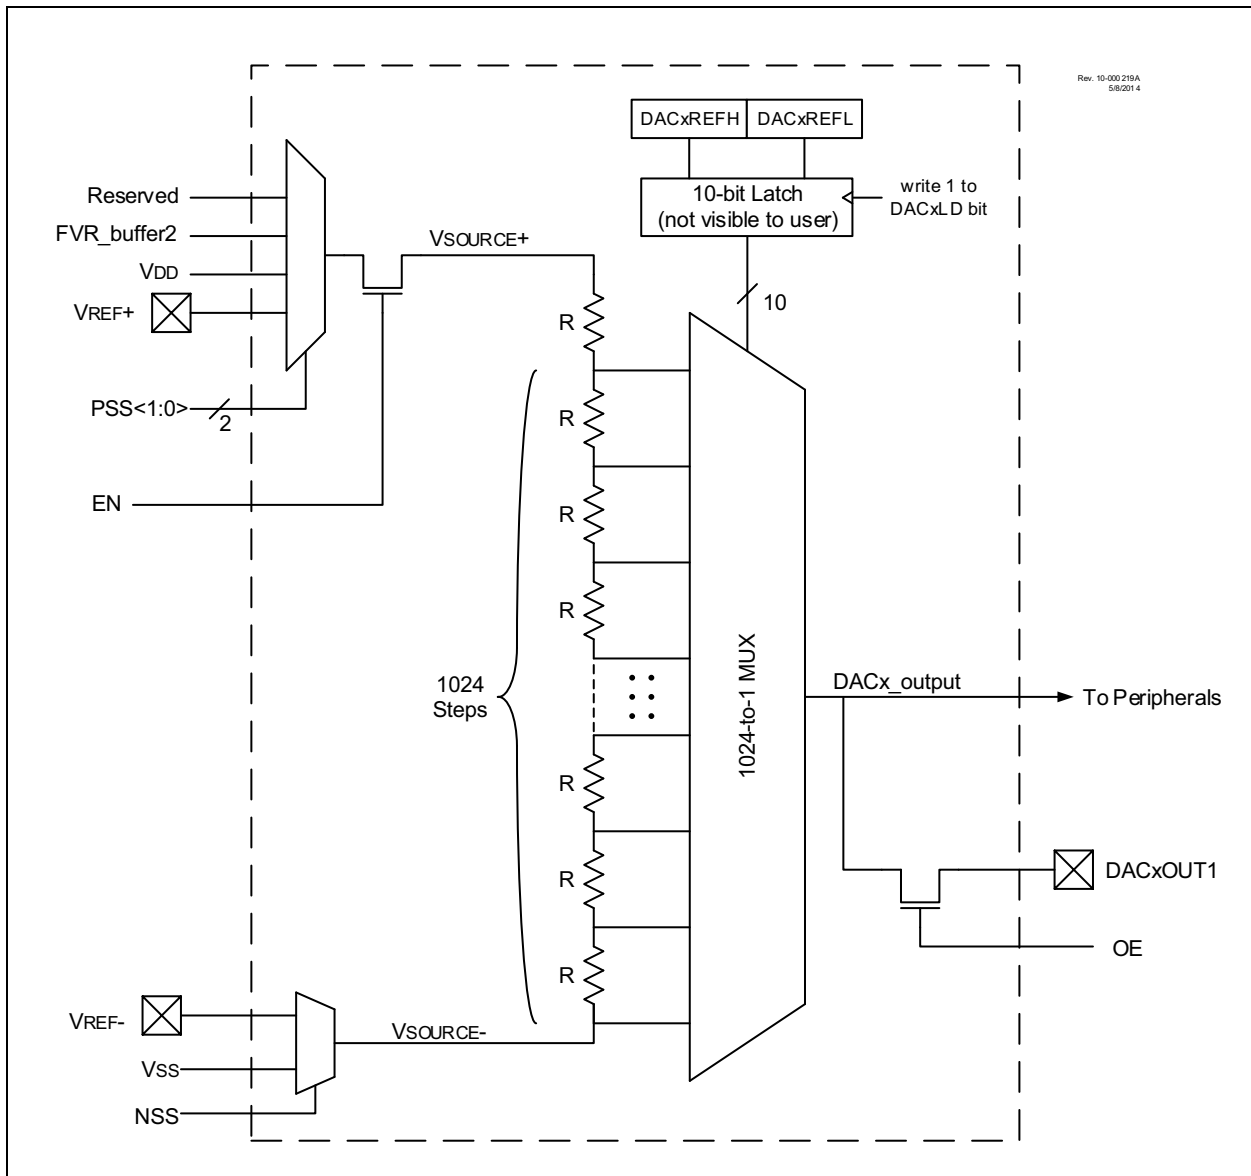 Rev. 10-000 219A
5/8/201 4
DACxREFH DACxREFL
10-bit Latch
(not visible to user)
write 1 to
DACxLD bit
10
Reserved
FVR_buffer2
VDD
VREF+
PSS<1:0>
2
EN
VSOURCE+
R
R
R
R
1024
Steps
1024-to-1 MUX
DACx_output
To Peripherals
R
R
R
DACxOUT1
OE
VREF-
VSOURCE-
VSS
NSS